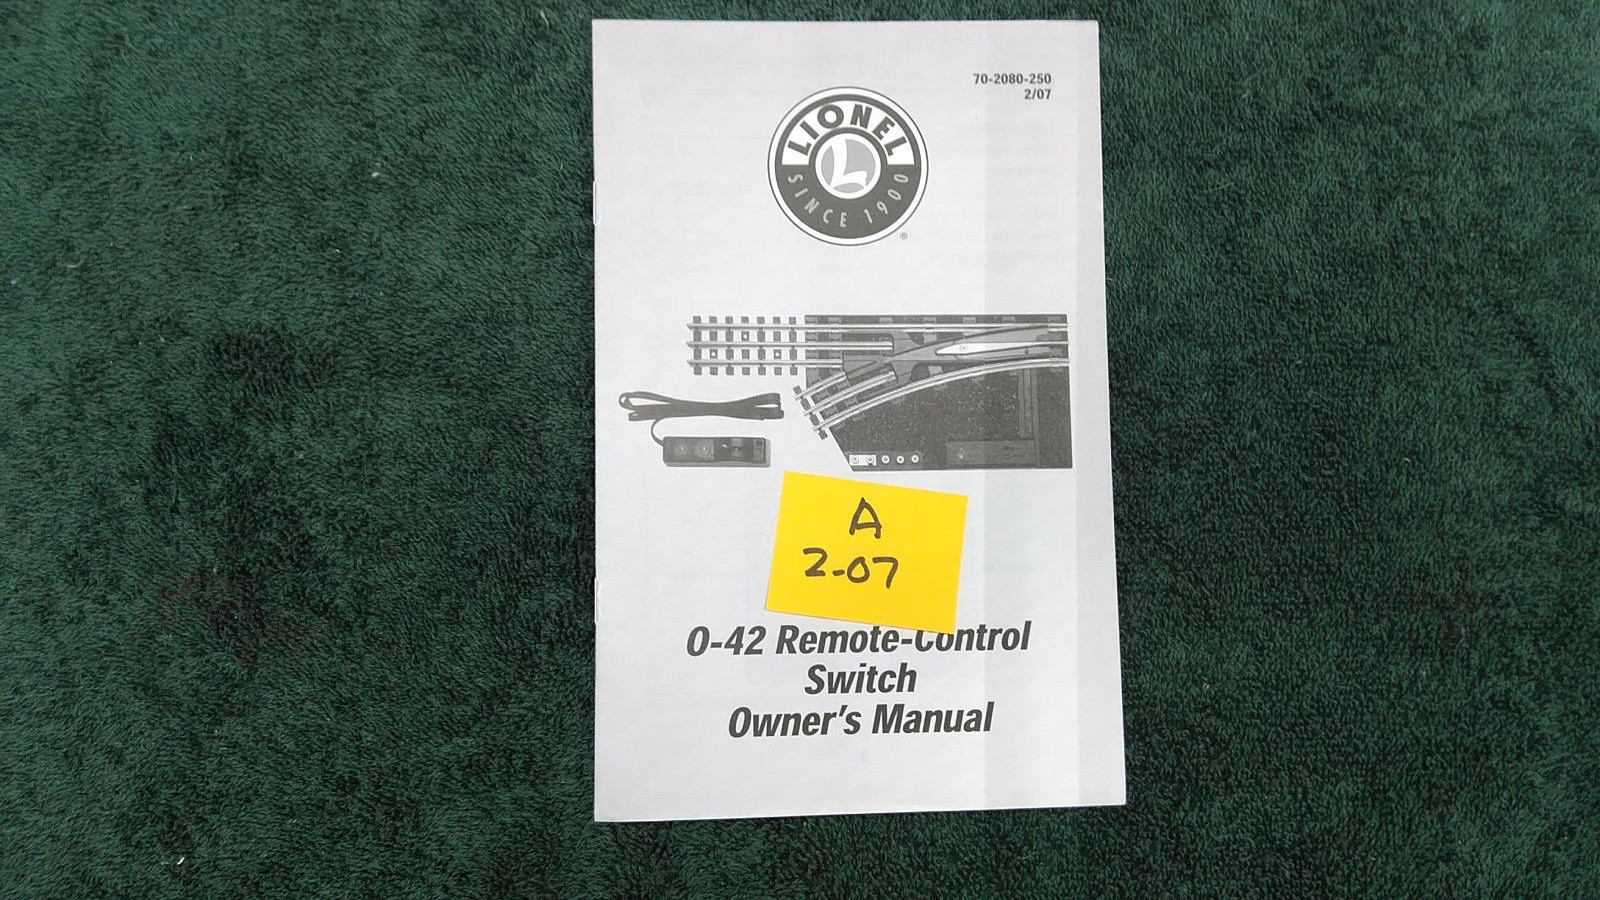 70-2080-250
2/07
LIONEL
L
SINCE 1900
®
A
2-07
O-42 Remote-Control
Switch
Owner's Manual